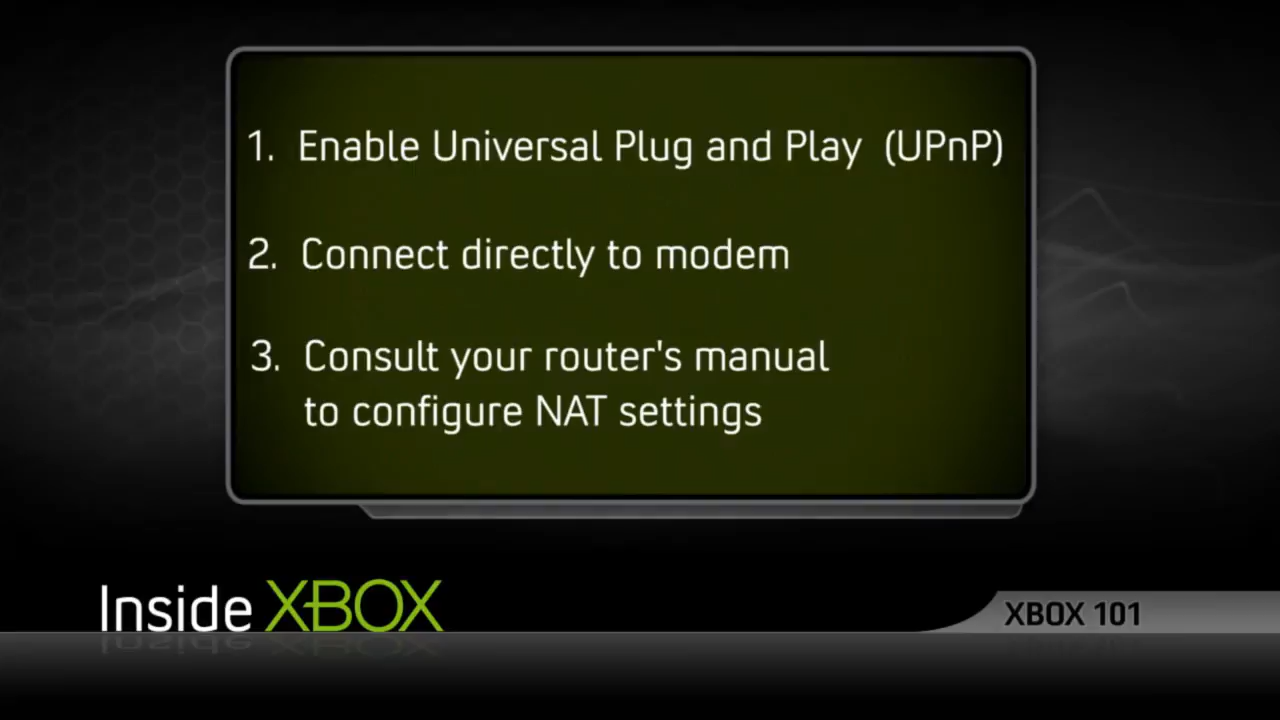 1. Enable Universal Plug and Play (UPnP)
2. Connect directly to modem
3. Consult your router's manual
to configure NAT settings
Inside XBOX
XBOX 101